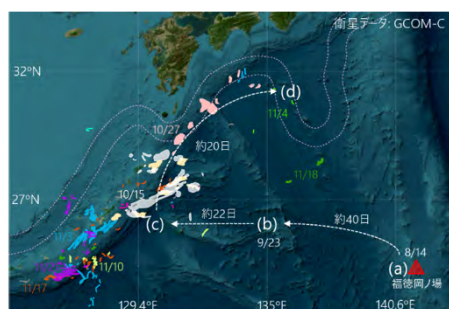 衛星データ: GCOM-C
32°N
(d)
10/27
11/4
約20日
11/18
10/15
27°N
約22日
約40日
(c)
(b)
8/14
9/23
(a)
11/10
福徳岡ノ場
11/17
129.4°E
135°E
140.6°E